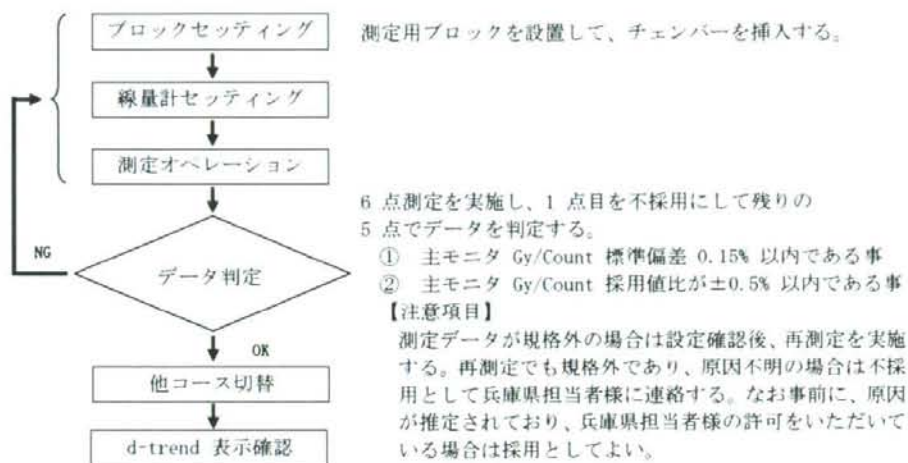 ブロックセッティング
測定用ブロックを設置して、チェンバーを挿入する。
線量計セッティング
測定オペレーション
6 点測定を実施し、1 点目を不採用にして残りの
5 点でデータを判定する。
① 主モニタ Gy/Count 標準偏差 0.15% 以内である事
② 主モニタ Gy/Count 採用値比が±0.5% 以内である事
【注意項目】
測定データが規格外の場合は設定確認後、再測定を実施
する。再測定でも規格外であり、原因不明の場合は不採
用として兵庫県担当者様に連絡する。なお事前に、原因
が推定されており、兵庫県担当者様の許可をいただいて
いる場合は採用としてよい。
NG
データ判定
OK
他コース切替
d-trend 表示確認